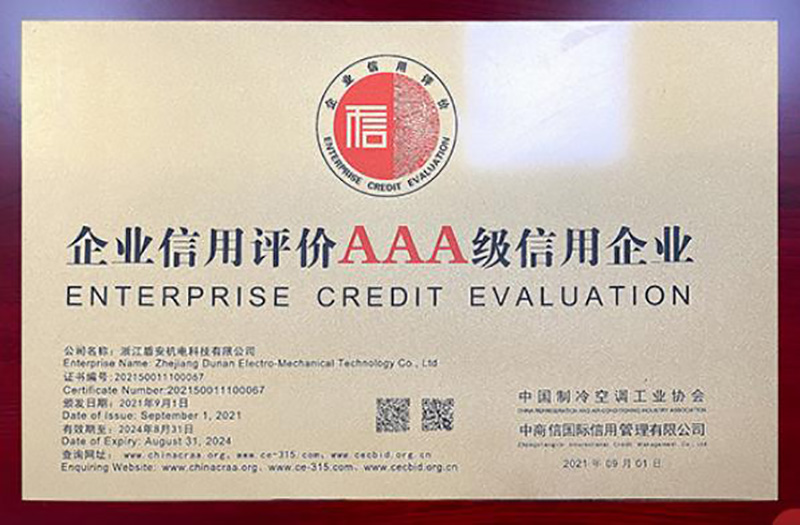 企业信用评价
信
ENTERPRISE CREDIT EVALUATION
企业信用评价AAA级信用企业
ENTERPRISE CREDIT EVALUATION
公司名称：浙江盾安机电科技有限公司
Enterprise Name: Zhejiang Dunan Electro-Mechanical Technology Co., Ltd
证书编号：202150011100067
Certificate Number:202150011100067
颁发日期：2021年9月1日
Date of Issue: September 1, 2021
有效期至：2024年8月31日
Date of Expiry: August 31, 2024
查询网址： www.chinacraa.org、www.ce-315.com、www.cecbid.org.cn
Enquiring Website: www.chinacraa.org、www.ce-315.com、www.cecbid.org.cn
中国制冷空调工业协会
CHINA REFRIGERATION AND AIR-CONDITIONING INDUSTRY ASSOCIATION
中商信国际信用管理有限公司
2021年09月01日